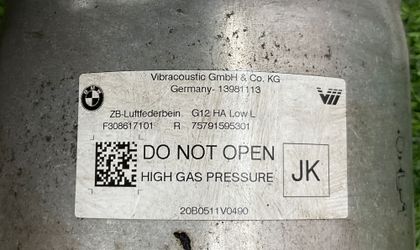 Vibracoustic GmbH & Co. KG
Germany- 13981113
BMW
ZB-Luftfederbein G12 HA Low L
F308617101 R 75791595301
DO NOT OPEN
HIGH GAS PRESSURE
JK
20B0511V0490